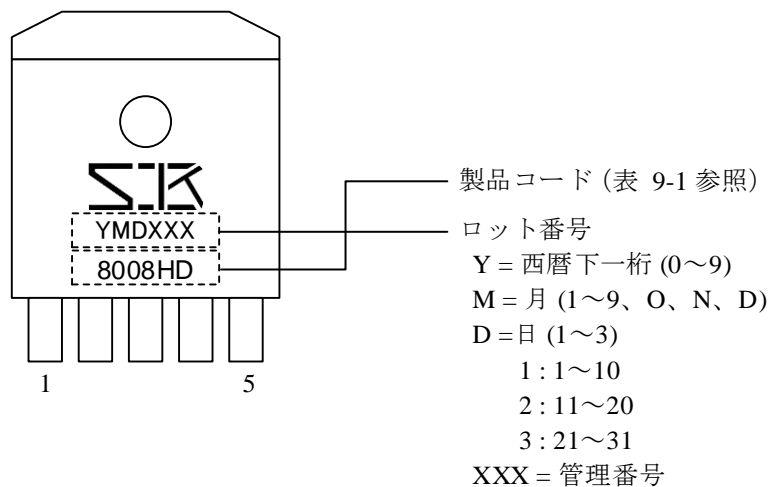 SK
YMDXXX
8008HD
1 5
製品コード (表 9-1 参照)
ロット番号
Y = 西暦下一桁 (0～9)
M = 月 (1～9、O、N、D)
D =日 (1～3)
1 : 1～10
2 : 11～20
3 : 21～31
XXX = 管理番号